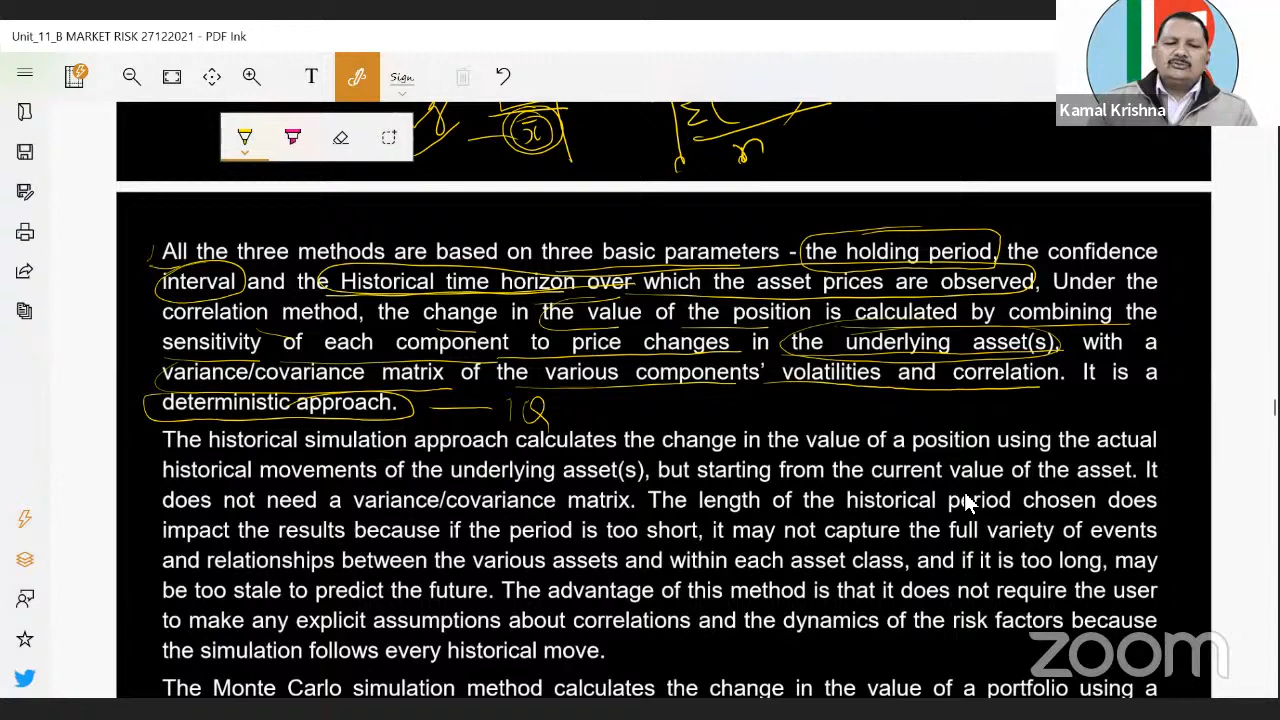 Unit_11_B MARKET RISK 27122021 - PDF Ink
T
Sign
Kamal Krishna
x̄
Σ(
n
All the three methods are based on three basic parameters - the holding period, the confidence
interval and the Historical time horizon over which the asset prices are observed, Under the
correlation method, the change in the value of the position is calculated by combining the
sensitivity of each component to price changes in the underlying asset(s), with a
variance/covariance matrix of the various components' volatilities and correlation. It is a
deterministic approach. — 1Q
The historical simulation approach calculates the change in the value of a position using the actual
historical movements of the underlying asset(s), but starting from the current value of the asset. It
does not need a variance/covariance matrix. The length of the historical period chosen does
impact the results because if the period is too short, it may not capture the full variety of events
and relationships between the various assets and within each asset class, and if it is too long, may
be too stale to predict the future. The advantage of this method is that it does not require the user
to make any explicit assumptions about correlations and the dynamics of the risk factors because
the simulation follows every historical move.
zoom
The Monte Carlo simulation method calculates the change in the value of a portfolio using a